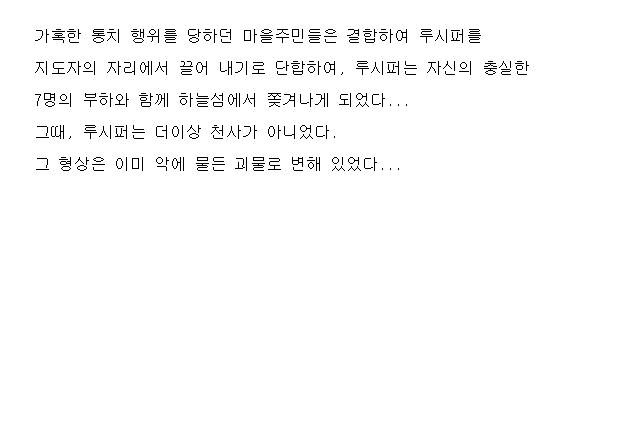 가혹한 통치 행위를 당하던 마을주민들은 결합하여 루시퍼를
지도자의 자리에서 끌어 내기로 단합하여, 루시퍼는 자신의 충실한
7명의 부하와 함께 하늘섬에서 쫓겨나게 되었다...
그때, 루시퍼는 더이상 천사가 아니었다.
그 형상은 이미 악에 물든 괴물로 변해 있었다...